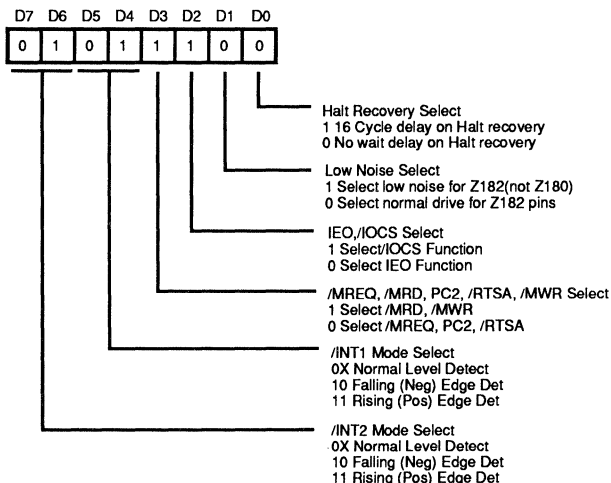 D7 D6 D5 D4 D3 D2 D1 D0
0 1 0 1 1 1 0 0
Halt Recovery Select
1 16 Cycle delay on Halt recovery
0 No wait delay on Halt recovery
Low Noise Select
1 Select low noise for Z182(not Z180)
0 Select normal drive for Z182 pins
IEO,/IOCS Select
1 Select/IOCS Function
0 Select IEO Function
/MREQ, /MRD, PC2, /RTSA, /MWR Select
1 Select /MRD, /MWR
0 Select /MREQ, PC2, /RTSA
/INT1 Mode Select
0X Normal Level Detect
10 Falling (Neg) Edge Det
11 Rising (Pos) Edge Det
/INT2 Mode Select
0X Normal Level Detect
10 Falling (Neg) Edge Det
11 Rising (Pos) Edge Det